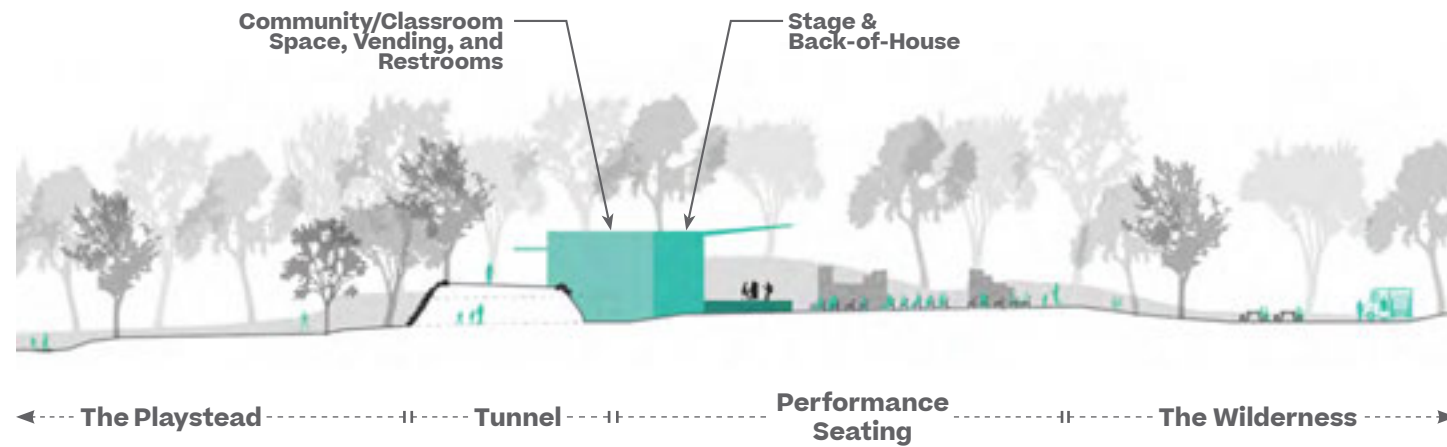 Community/Classroom
Space, Vending, and
Restrooms
Stage &
Back-of-House
The Playstead
Tunnel
Performance
Seating
The Wilderness